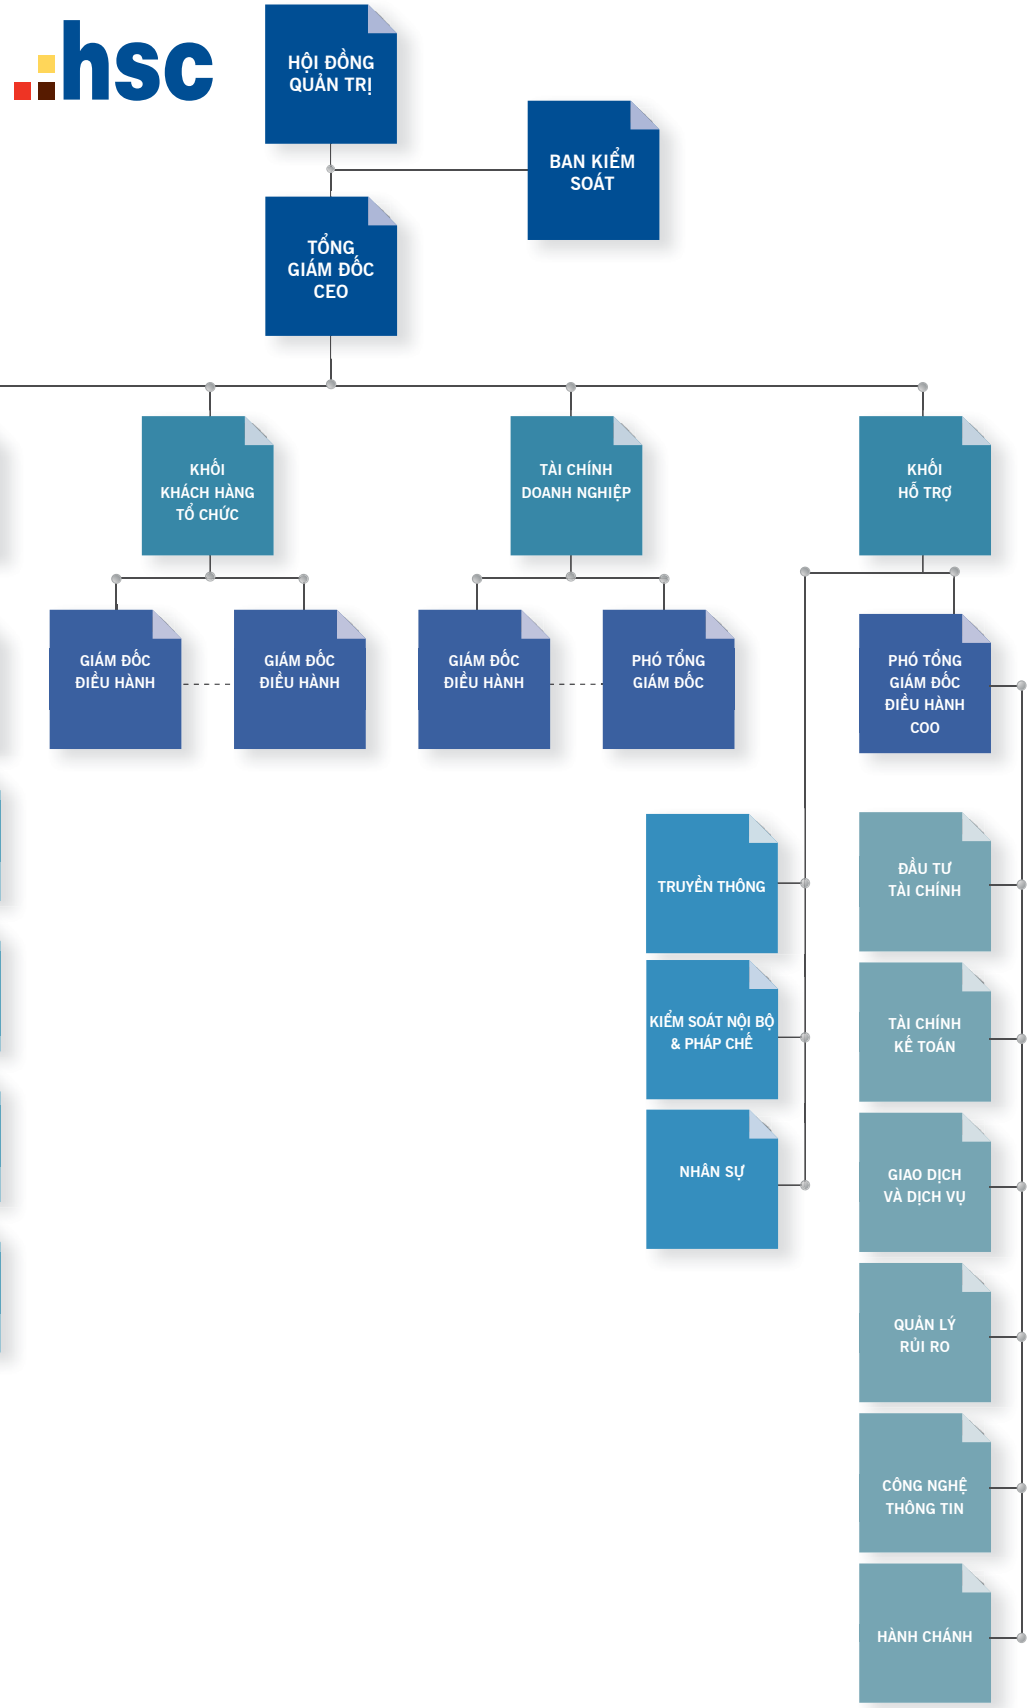 hsc
HỘI ĐỒNG
QUẢN TRỊ
BAN KIỂM
SOÁT
TỔNG
GIÁM ĐỐC
CEO
KHỐI
KHÁCH HÀNG
TỔ CHỨC
TÀI CHÍNH
DOANH NGHIỆP
KHỐI
HỖ TRỢ
GIÁM ĐỐC
ĐIỀU HÀNH
GIÁM ĐỐC
ĐIỀU HÀNH
GIÁM ĐỐC
ĐIỀU HÀNH
PHÓ TỔNG
GIÁM ĐỐC
PHÓ TỔNG
GIÁM ĐỐC
ĐIỀU HÀNH
COO
TRUYỀN THÔNG
KIỂM SOÁT NỘI BỘ
& PHÁP CHẾ
NHÂN SỰ
ĐẦU TƯ
TÀI CHÍNH
TÀI CHÍNH
KẾ TOÁN
GIAO DỊCH
VÀ DỊCH VỤ
QUẢN LÝ
RỦI RO
CÔNG NGHỆ
THÔNG TIN
HÀNH CHÁNH